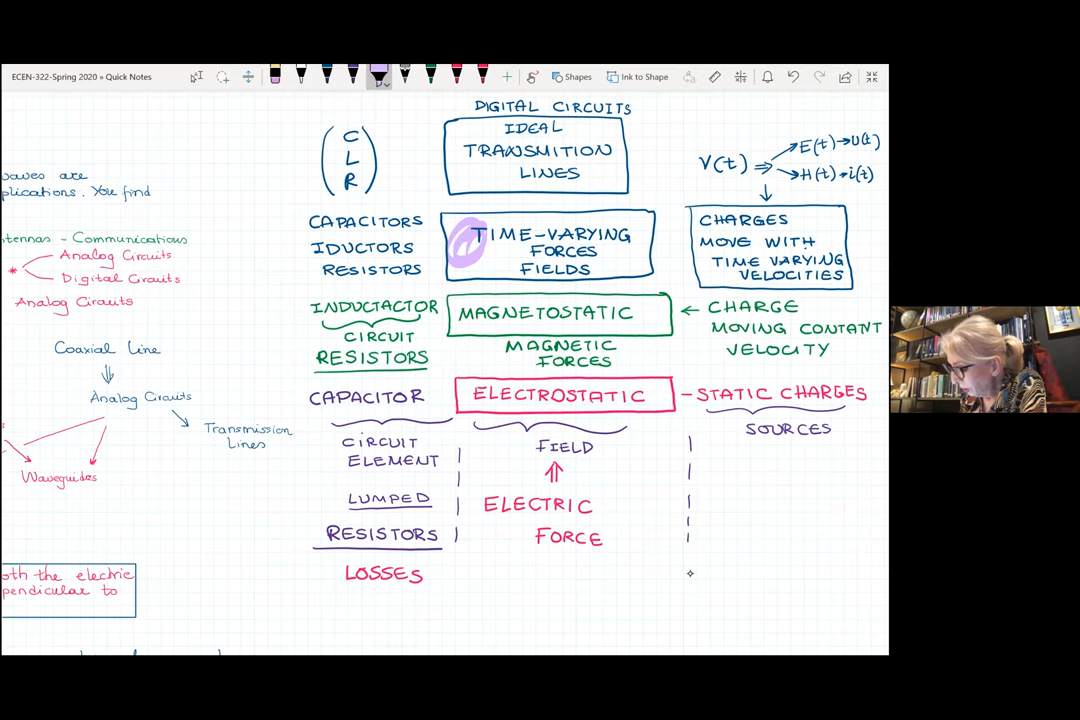 ECEN-322-Spring 2020 » Quick Notes
Shapes
Ink to Shape
DIGITAL CIRCUITS
C
L
R
IDEAL
TRANSMITION
LINES
V(t) ⇒ E(t)→U(t)
H(t)→i(t)
CAPACITORS
IDUCTORS
RESISTORS
TIME-VARYING
FORCES
FIELDS
CHARGES
MOVE WITH
TIME VARYING
VELOCITIES
INDUCTACTOR
CIRCUIT
RESISTORS
MAGNETOSTATIC
MAGNETIC
FORCES
← CHARGE
MOVING CONTANT
VELOCITY
CAPACITOR
ELECTROSTATIC
- STATIC CHARGES
SOURCES
CIRCUIT
ELEMENT
LUMPED
RESISTORS
LOSSES
FIELD
ELECTRIC
FORCE
waves are
plications. You find
tennas - Communications
* Analog Circuits
Digital Circuits
Analog Circuits
Coaxial Line
Analog Circuits
Transmission
Lines
Waveguides
oth the electric
pendicular to